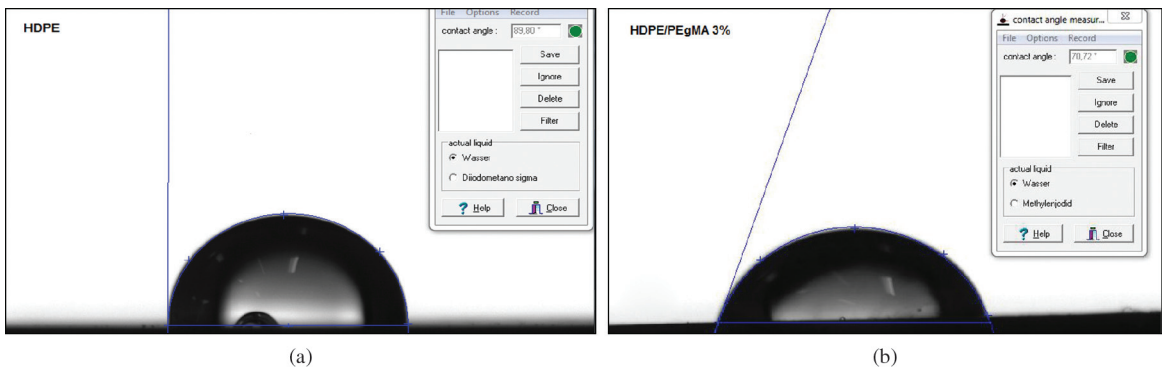 HDPE
File Options Record
contact angle : 89,80 °
Save
Ignore
Delete
Filter
actual liquid
Wasser
Diiodometano sigma
? Help
Close
(a)
HDPE/PEgMA 3%
contact angle measur...
File Options Record
contact angle : 70,72 °
Save
Ignore
Delete
Filter
actual liquid
Wasser
Methylenjodid
? Help
Close
(b)